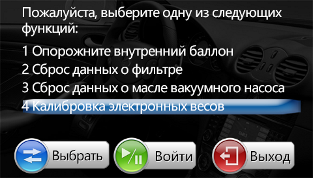 Пожалуйста, выберите одну из следующих
функций:
1 Опорожните внутренний баллон
2 Сброс данных о фильтре
3 Сброс данных о масле вакуумного насоса
4 Калибровка электронных весов
Выбрать Войти Выход